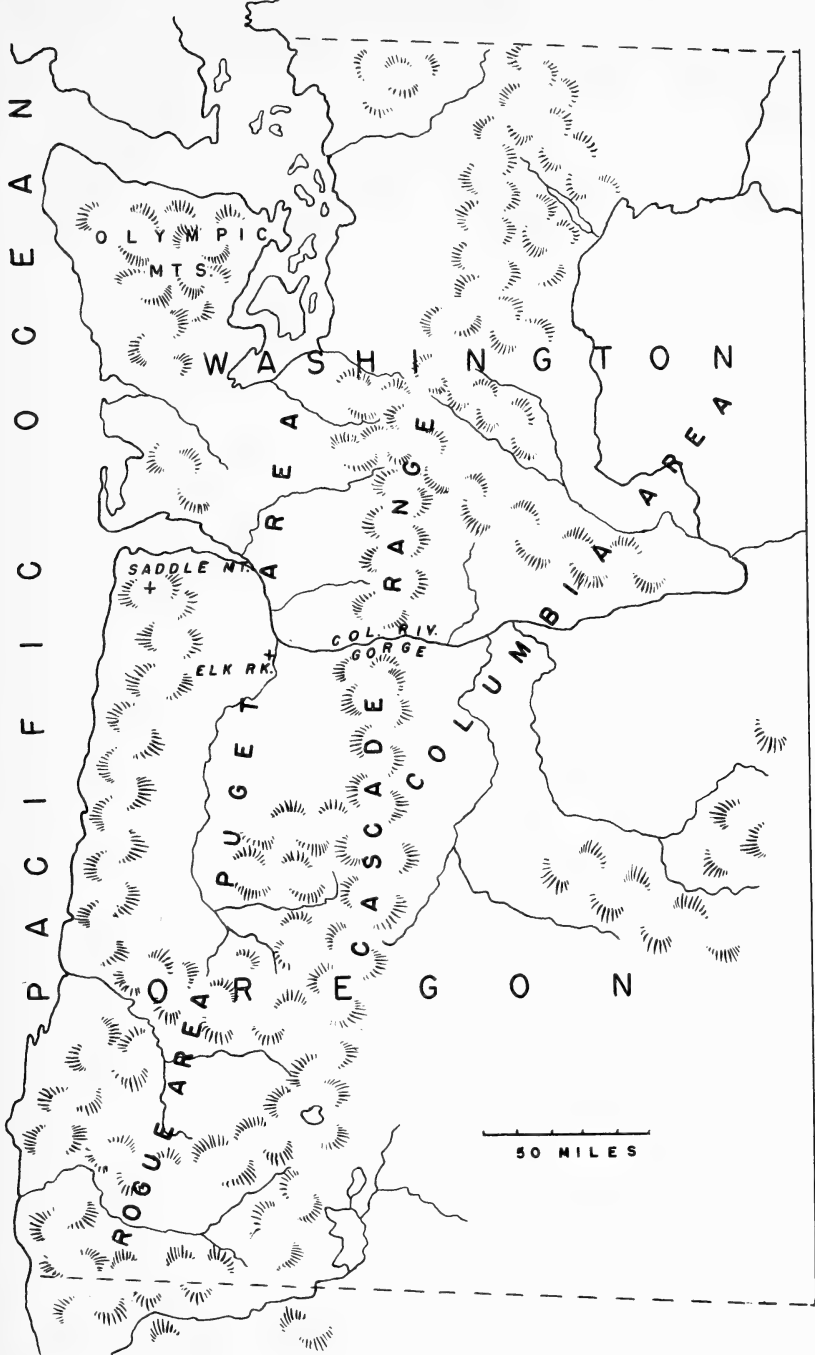 PACIFIC OCEAN
OLYMPIC
MTS.
WASHINGTON
PUGET AREA
CASCADE RANGE
COLUMBIA AREA
SADDLE MT.
COL. RIV.
GORGE
ELK RK.
OREGON
ROGUE AREA
50 MILES